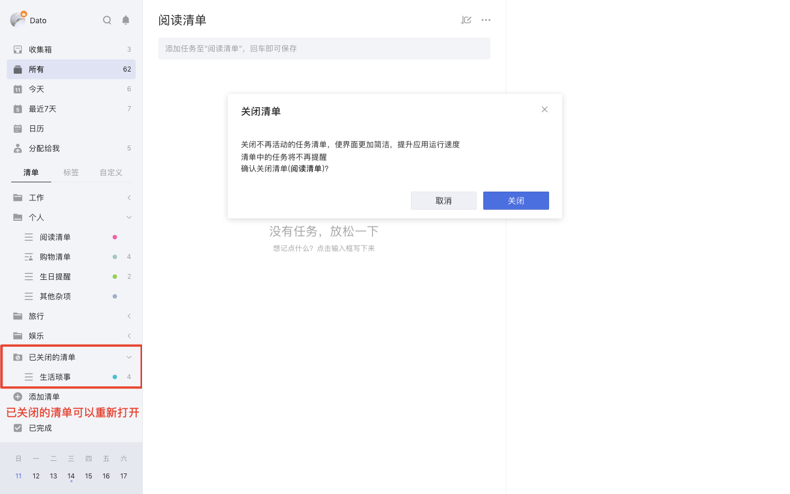 Dato
收集箱 3
所有 62
11 今天 6
S 最近7天 7
日历
分配给我 5
清单 标签 自定义
工作
个人
阅读清单
购物清单 4
生日提醒 2
其他杂项
旅行
娱乐
已关闭的清单
生活琐事 4
添加清单
已关闭的清单可以重新打开
已完成
日 一 二 三 四 五 六
11 12 13 14 15 16 17
阅读清单
添加任务至"阅读清单"，回车即可保存
关闭清单
关闭不再活动的任务清单，使界面更加简洁，提升应用运行速度
清单中的任务将不再提醒
确认关闭清单(阅读清单)?
取消 关闭
没有任务，放松一下
想记点什么？点击输入框写下来